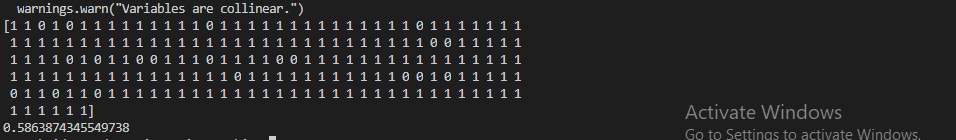 warnings.warn("Variables are collinear.")
[1 1 0 1 0 1 1 1 1 1 1 1 1 1 0 1 1 1 1 1 1 1 1 1 1 1 1 1 1 0 1 1 1 1 1 1 1
1 1 1 1 1 1 1 1 1 1 1 1 1 1 1 1 1 1 1 1 1 1 1 1 1 1 1 1 1 1 0 0 1 1 1 1 1
1 1 1 1 0 1 0 1 1 0 0 1 1 1 0 1 1 1 1 0 0 1 1 1 1 1 1 1 1 1 1 1 1 1 1 1 1
1 1 1 1 1 1 1 1 1 1 1 1 1 1 1 1 0 1 1 1 1 1 1 1 1 1 1 1 0 0 1 0 1 1 1 1 1
0 1 1 0 1 1 0 1 1 1 1 1 1 1 1 1 1 1 1 1 1 1 1 1 1 1 1 1 1 1 1 1 1 1 1 1 1
1 1 1 1 1 1]
0.5863874345549738
Activate Windows
Go to Settings to activate Windows.